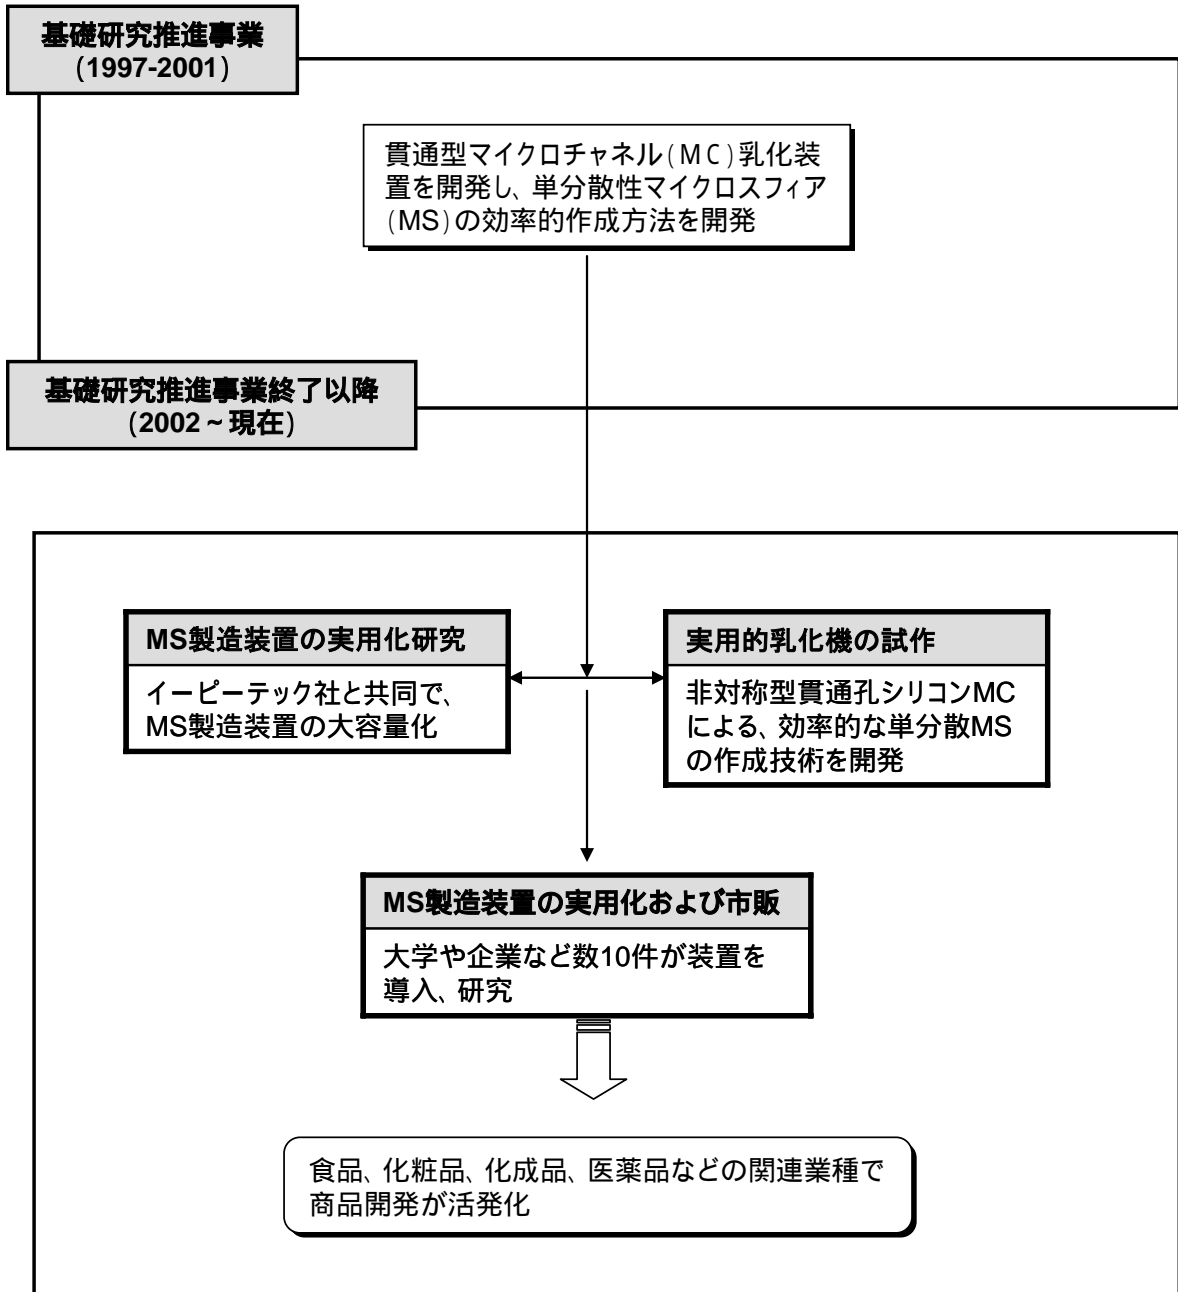 基礎研究推進事業
(1997-2001)
貫通型マイクロチャネル(MC)乳化装
置を開発し、単分散性マイクロスフィア
(MS)の効率的作成方法を開発
基礎研究推進事業終了以降
(2002～現在)
MS製造装置の実用化研究
イーピーテック社と共同で、
MS製造装置の大容量化
実用的乳化機の試作
非対称型貫通孔シリコンMC
による、効率的な単分散MS
の作成技術を開発
MS製造装置の実用化および市販
大学や企業など数10件が装置を
導入、研究
食品、化粧品、化成品、医薬品などの関連業種で
商品開発が活発化